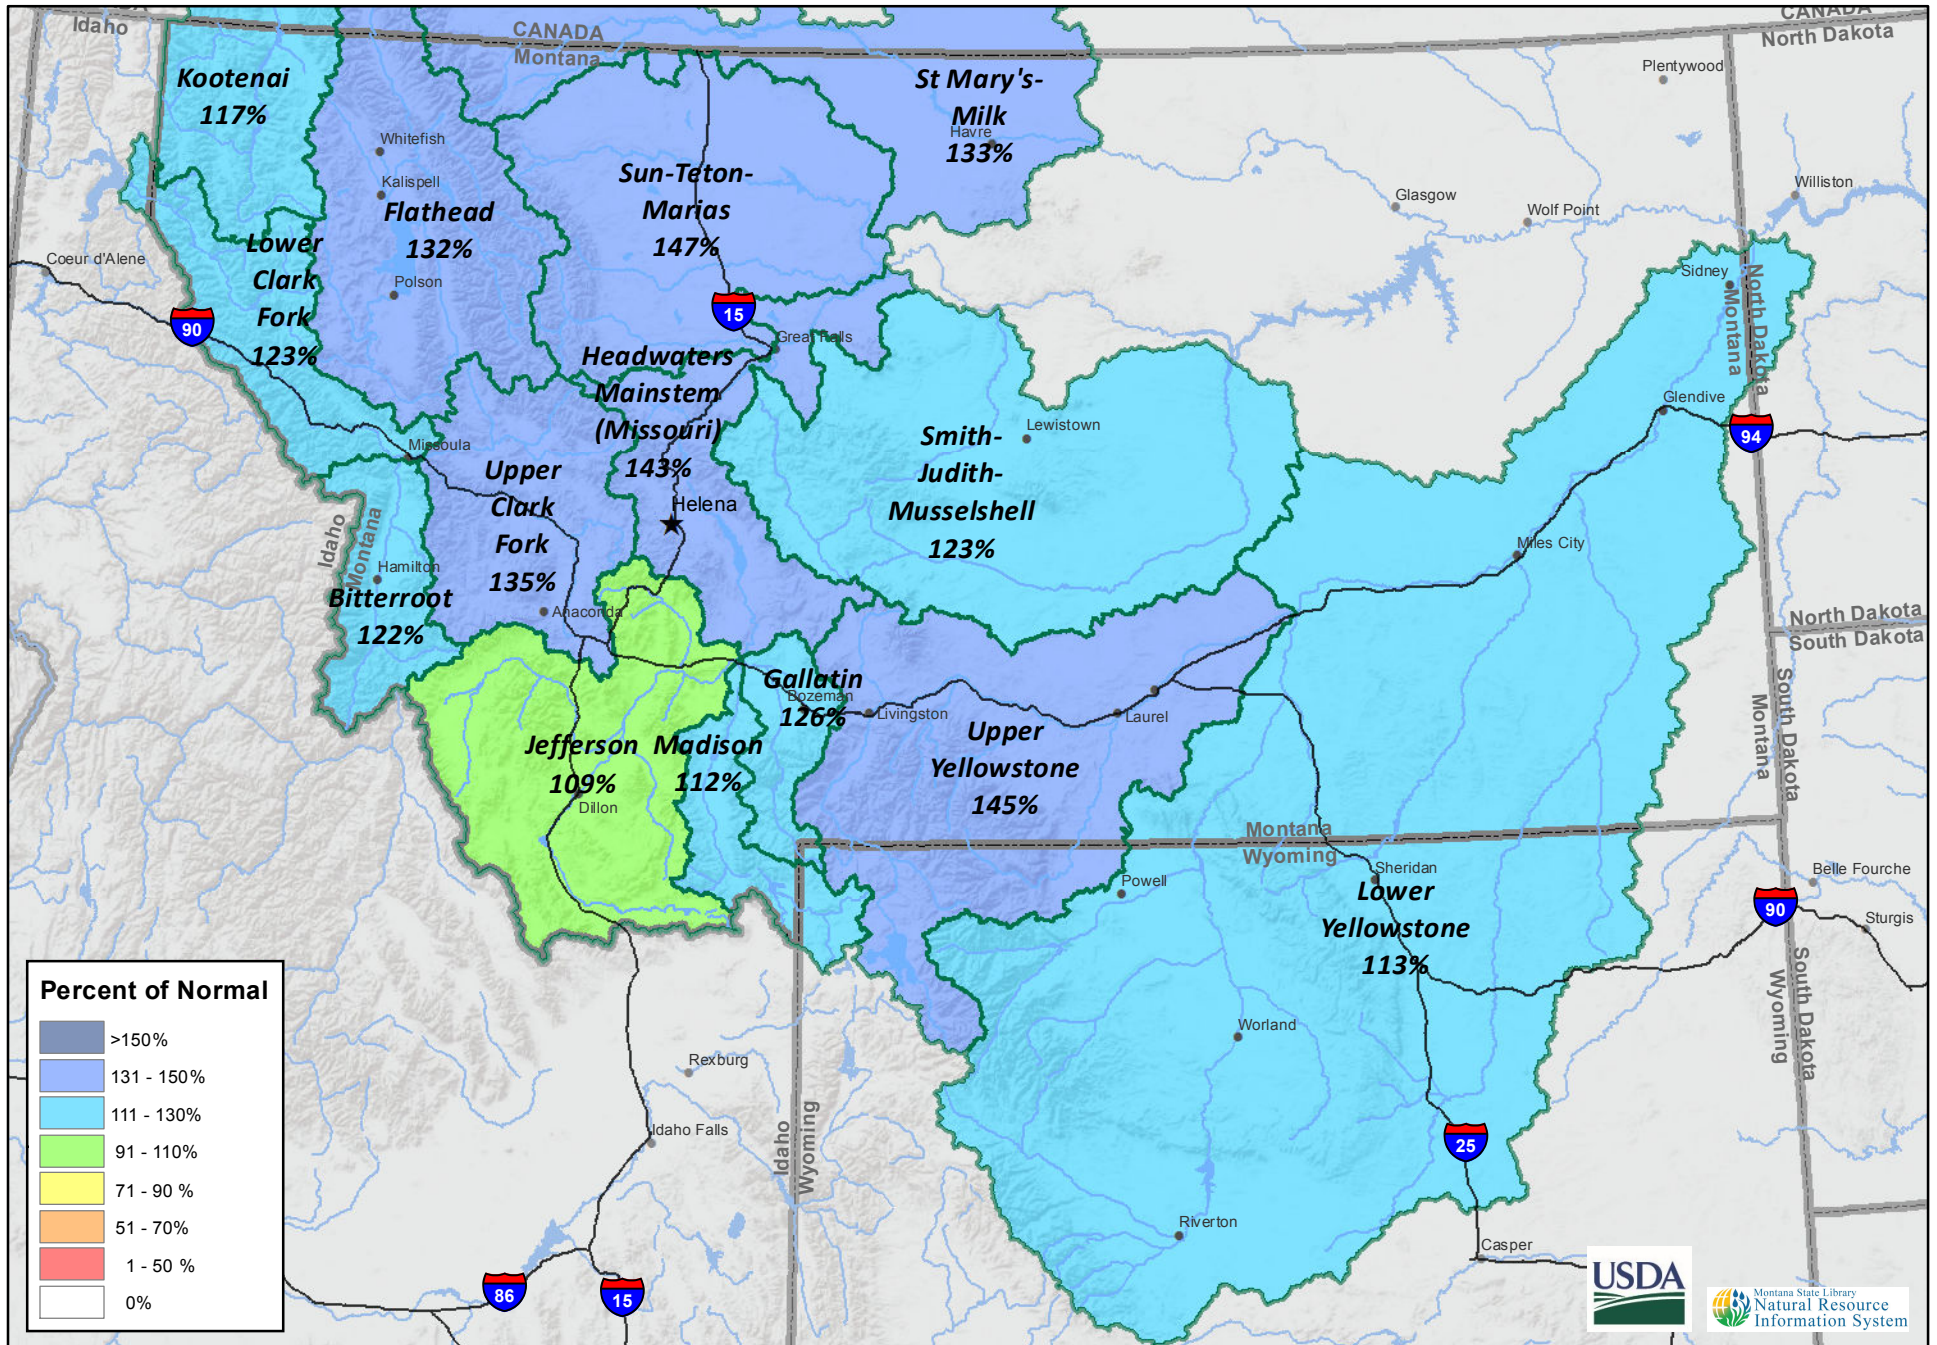 Idaho
CANADA
Montana
CANADA
North Dakota
Kootenai
117%
St Mary's-
Milk
Havre
133%
Plentywood
Whitefish
Kalispell
Flathead
132%
Polson
Sun-Teton-
Marias
147%
Glasgow
Wolf Point
Williston
Coeur d'Alene
Lower
Clark
Fork
123%
90
15
Great Falls
Sidney
Montana
North Dakota
Headwaters
Mainstem
(Missouri)
143%
Helena
Missoula
Upper
Clark
Fork
135%
Anaconda
Smith-
Judith-
Musselshell
123%
Lewistown
Glendive
94
Miles City
Idaho
Montana
Hamilton
Bitterroot
122%
North Dakota
South Dakota
Gallatin
Bozeman
126%
Livingston
Laurel
Jefferson
109%
Dillon
Madison
112%
Upper
Yellowstone
145%
South Dakota
Montana
Montana
Wyoming
Powell
Sheridan
Lower
Yellowstone
113%
Belle Fourche
90
Sturgis
South Dakota
Wyoming
Worland
Rexburg
Idaho Falls
Idaho
Wyoming
25
Riverton
Casper
86
15
Percent of Normal
>150%
131 - 150%
111 - 130%
91 - 110%
71 - 90 %
51 - 70%
1 - 50 %
0%
USDA
Montana State Library
Natural Resource
Information System